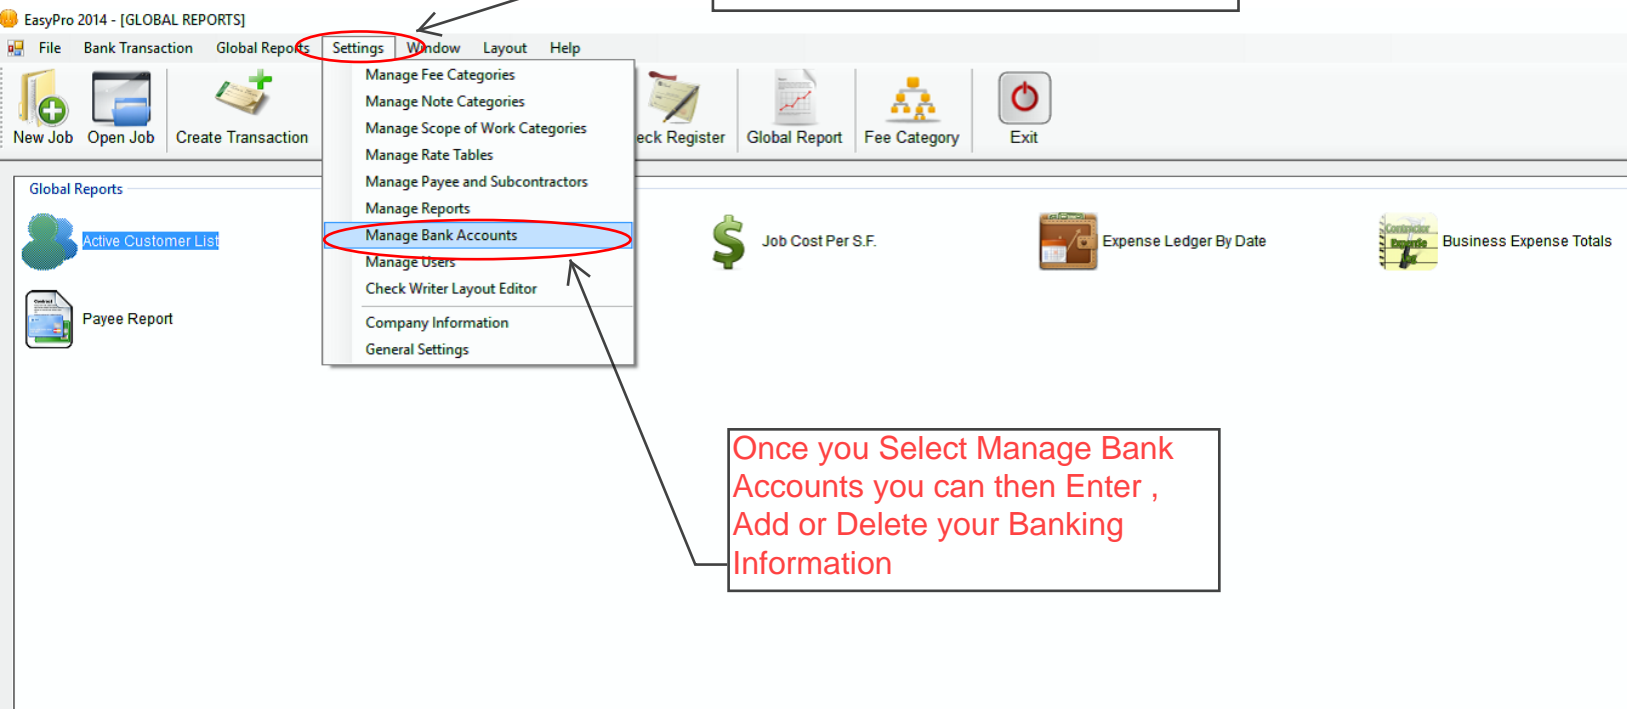 EasyPro 2014 - [GLOBAL REPORTS]
File Bank Transaction Global Reports Settings Window Layout Help
Manage Fee Categories
Manage Note Categories
Manage Scope of Work Categories
Manage Rate Tables
Manage Payee and Subcontractors
Manage Reports
Manage Bank Accounts
Manage Users
Check Writer Layout Editor
Company Information
General Settings
New Job Open Job Create Transaction eck Register Global Report Fee Category Exit
Global Reports
Active Customer List Job Cost Per S.F. Expense Ledger By Date Business Expense Totals
Payee Report
Once you Select Manage Bank
Accounts you can then Enter ,
Add or Delete your Banking
Information